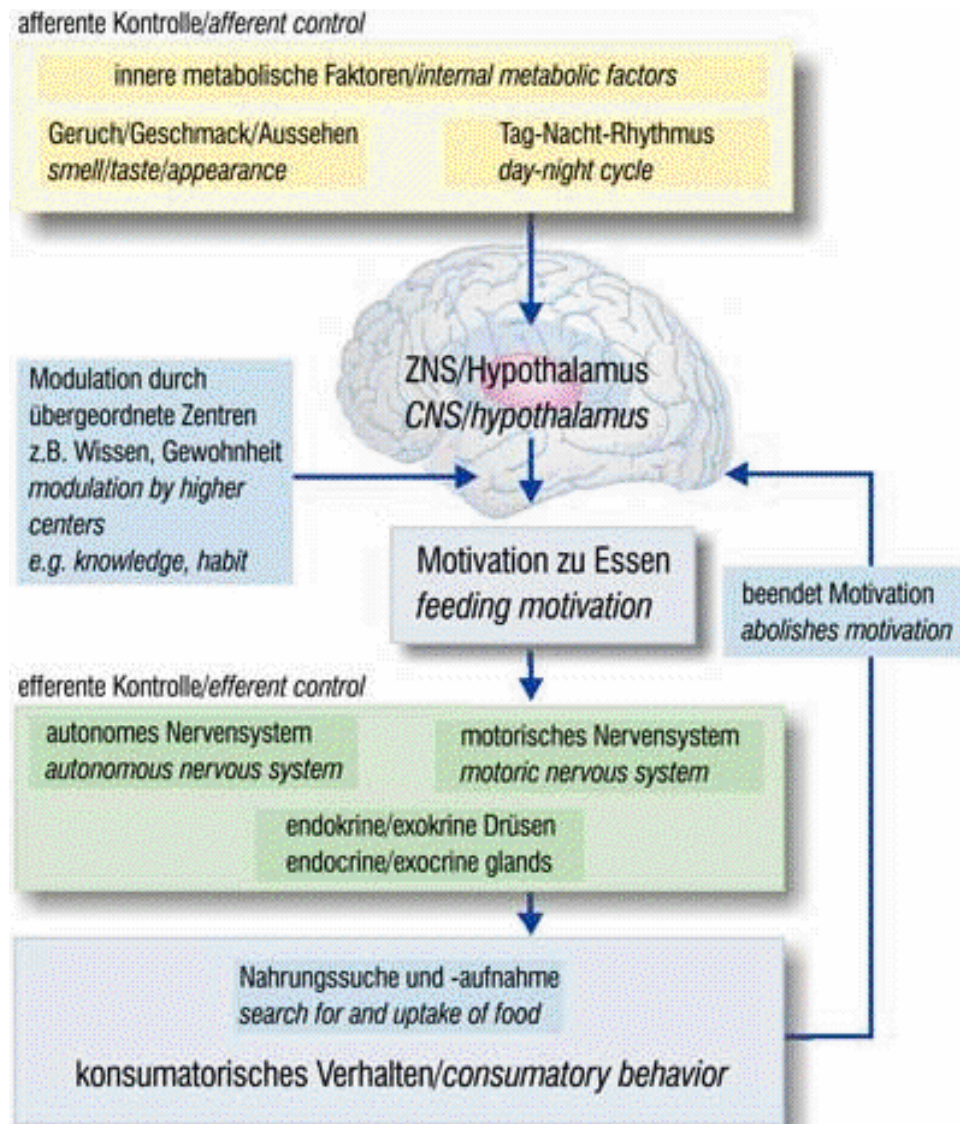 afferente Kontrolle/afferent control
innere metabolische Faktoren/internal metabolic factors
Geruch/Geschmack/Aussehen
smell/taste/appearance
Tag-Nacht-Rhythmus
day-night cycle
ZNS/Hypothalamus
CNS/hypothalamus
Modulation durch
übergeordnete Zentren
z.B. Wissen, Gewohnheit
modulation by higher
centers
e.g. knowledge, habit
Motivation zu Essen
feeding motivation
beendet Motivation
abolishes motivation
efferente Kontrolle/efferent control
autonomes Nervensystem
autonomous nervous system
motorisches Nervensystem
motoric nervous system
endokrine/exokrine Drüsen
endocrine/exocrine glands
Nahrungssuche und -aufnahme
search for and uptake of food
konsumatorisches Verhalten/consumatory behavior